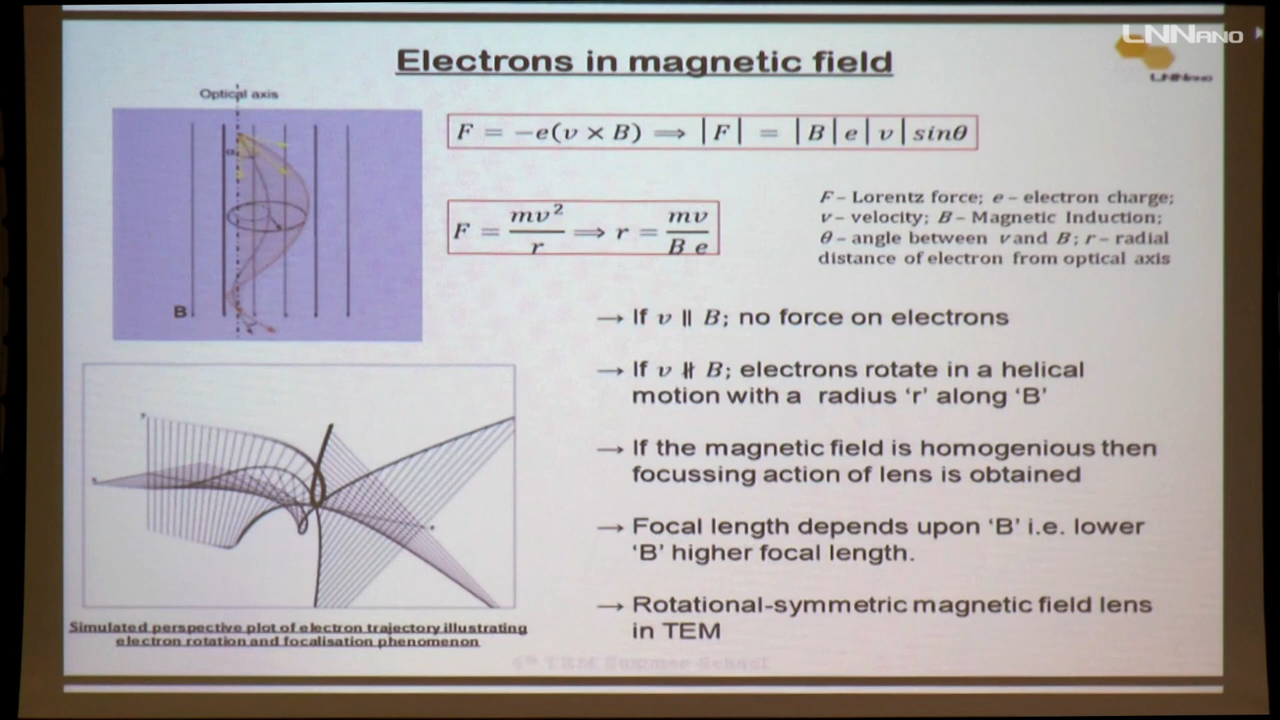 LNNANO
Electrons in magnetic field
LNNano
Optical axis
α
B
F = −e(v × B) ⟹ |F| = |B|e|v|sinθ
F = mv²/r ⟹ r = mv/B e
F – Lorentz force; e – electron charge;
v – velocity; B – Magnetic Induction;
θ – angle between v and B; r – radial
distance of electron from optical axis
→ If v ∥ B; no force on electrons
→ If v ∦ B; electrons rotate in a helical
motion with a radius 'r' along 'B'
→ If the magnetic field is homogenious then
focussing action of lens is obtained
→ Focal length depends upon 'B' i.e. lower
'B' higher focal length.
→ Rotational-symmetric magnetic field lens
in TEM
Simulated perspective plot of electron trajectory illustrating
electron rotation and focalisation phenomenon
Summer School